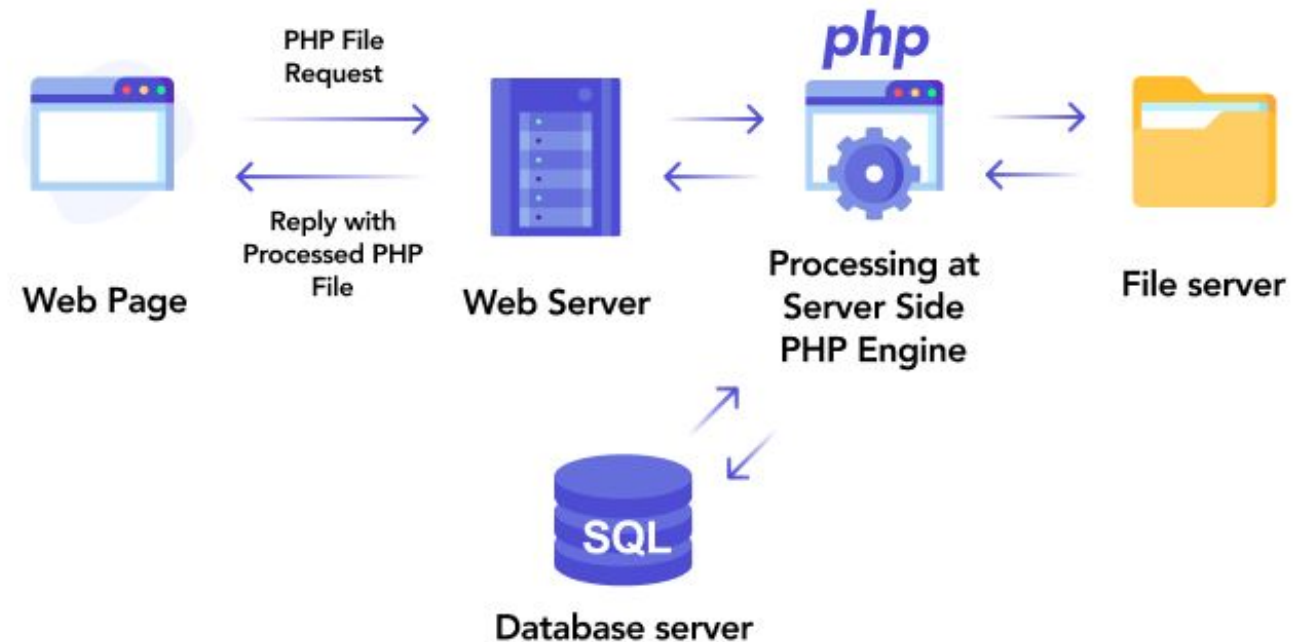 PHP File
Request
php
Reply with
Processed PHP
File
Web Page
Web Server
Processing at
Server Side
PHP Engine
File server
SQL
Database server